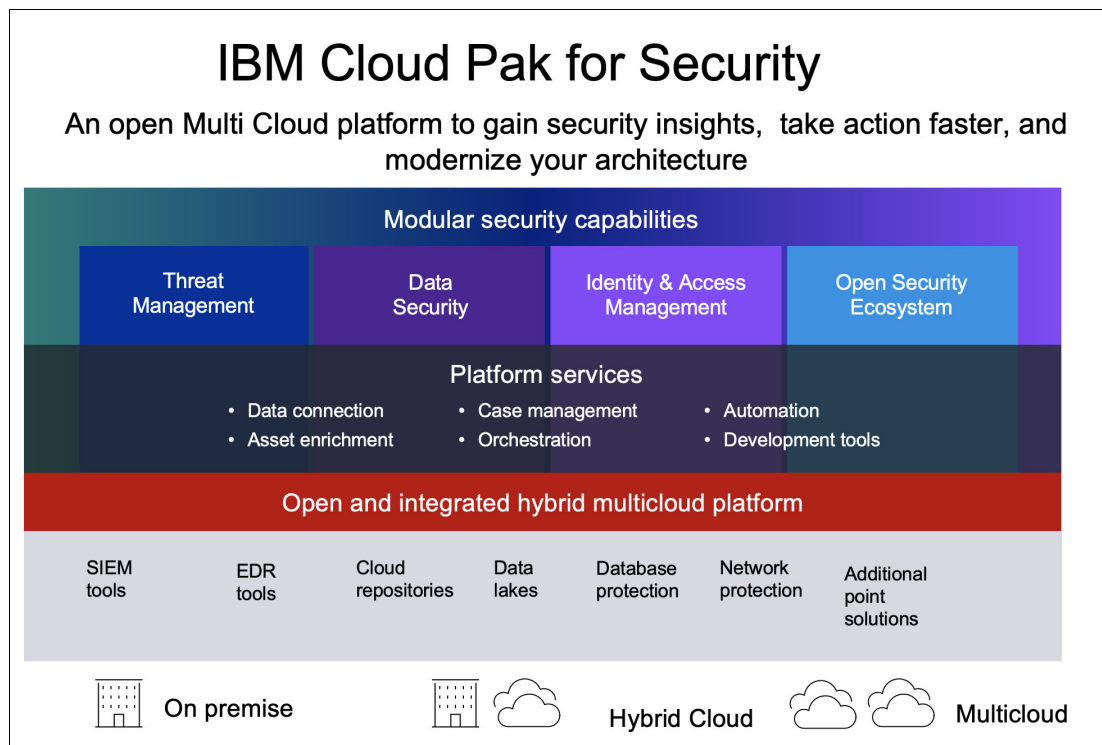 IBM Cloud Pak for Security
An open Multi Cloud platform to gain security insights, take action faster, and
modernize your architecture
Modular security capabilities
Threat
Management
Data
Security
Identity & Access
Management
Open Security
Ecosystem
Platform services
• Data connection
• Asset enrichment
• Case management
• Orchestration
• Automation
• Development tools
Open and integrated hybrid multicloud platform
SIEM
tools
EDR
tools
Cloud
repositories
Data
lakes
Database
protection
Network
protection
Additional
point
solutions
On premise
Hybrid Cloud
Multicloud